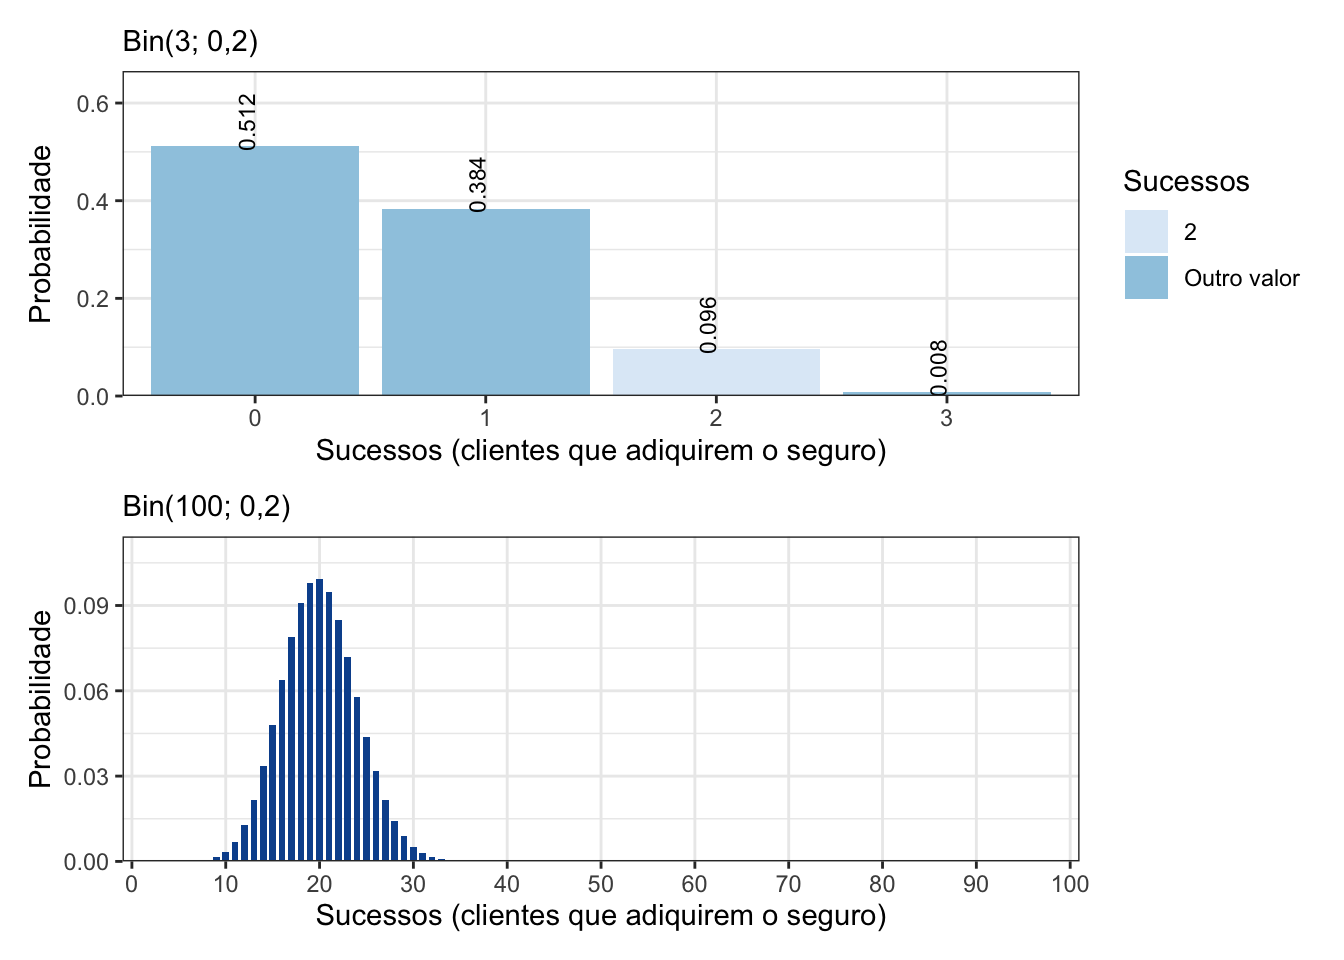 Bin(3; 0,2)
Probabilidade
0.6
0.4
0.2
0.0
0.512
0.384
0.096
0.008
0 1 2 3
Sucessos (clientes que adiquirem o seguro)
Sucessos
2
Outro valor
Bin(100; 0,2)
Probabilidade
0.09
0.06
0.03
0.00
0 10 20 30 40 50 60 70 80 90 100
Sucessos (clientes que adiquirem o seguro)